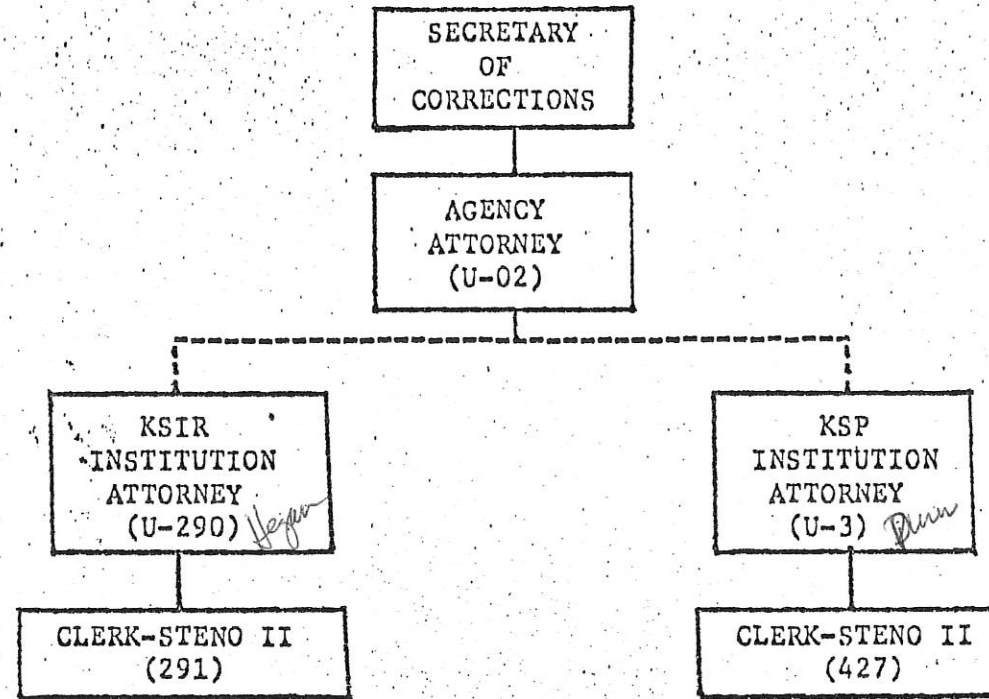 SECRETARY
OF
CORRECTIONS
AGENCY
ATTORNEY
(U-02)
KSIR
INSTITUTION
ATTORNEY
(U-290)
KSP
INSTITUTION
ATTORNEY
(U-3)
CLERK-STENO II
(291)
CLERK-STENO II
(427)